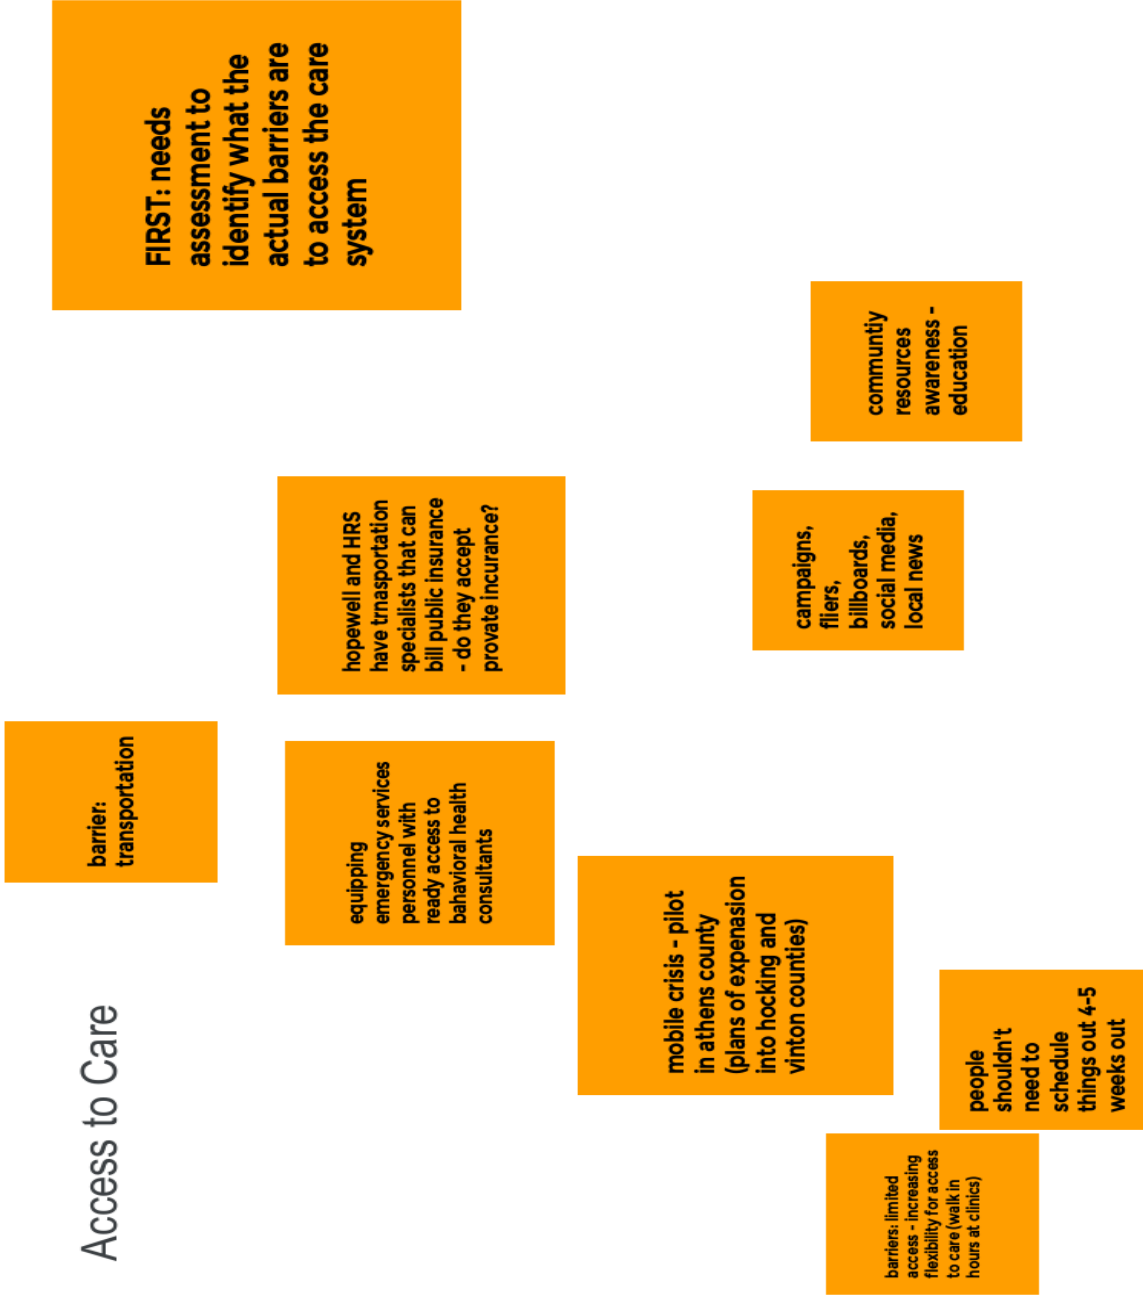 Access to Care
barrier:
transportation
FIRST: needs
assessment to
identify what the
actual barriers are
to access the care
system
equipping
emergency services
personnel with
ready access to
bahavioral health
consultants
hopewell and HRS
have trnasportation
specialists that can
bill public insurance
- do they accept
provate incurance?
mobile crisis - pilot
in athens county
(plans of expenasion
into hocking and
vinton counties)
campaigns,
fliers,
billboards,
social media,
local news
communtiy
resources
awareness -
education
barriers: limited
access - increasing
flexibility for access
to care (walk in
hours at clinics)
people
shouldn't
need to
schedule
things out 4-5
weeks out